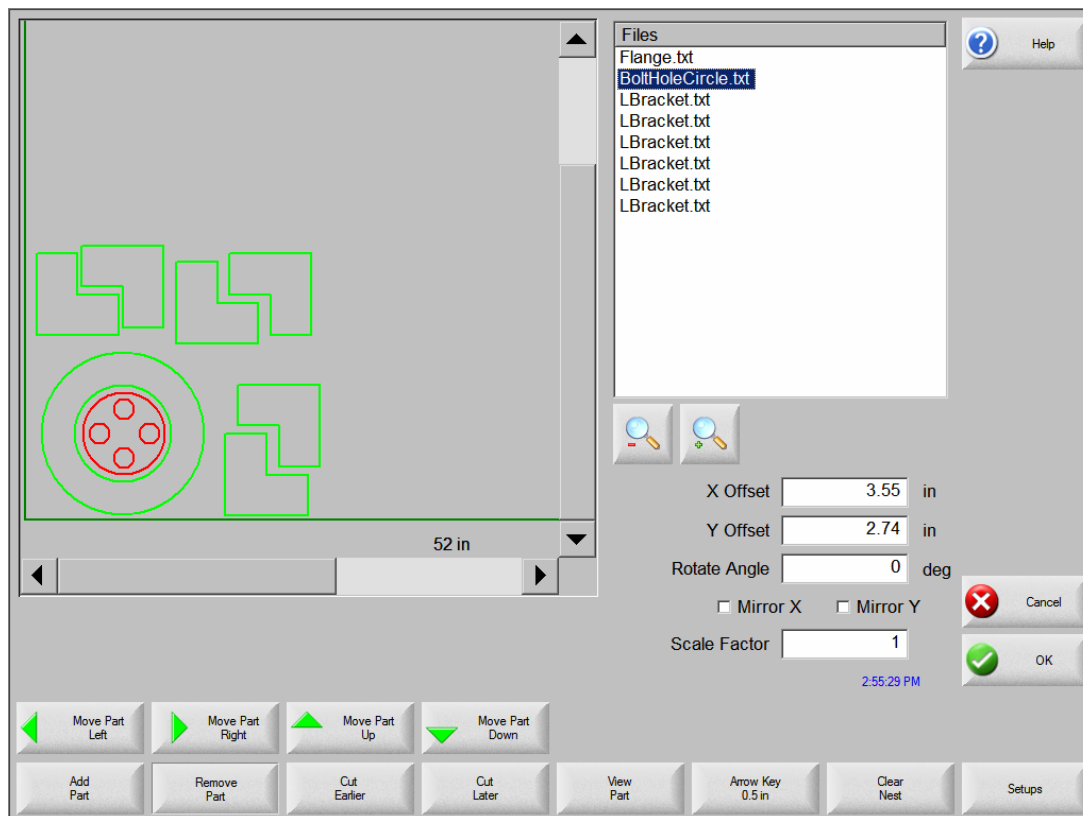 Files
Flange.txt
BoltHoleCircle.txt
LBracket.txt
LBracket.txt
LBracket.txt
LBracket.txt
LBracket.txt
LBracket.txt
Help
52 in
X Offset 3.55 in
Y Offset 2.74 in
Rotate Angle 0 deg
Mirror X Mirror Y
Scale Factor 1
2:55:29 PM
Cancel
OK
Move Part
Left
Move Part
Right
Move Part
Up
Move Part
Down
Add
Part
Remove
Part
Cut
Earlier
Cut
Later
View
Part
Arrow Key
0.5 in
Clear
Nest
Setups